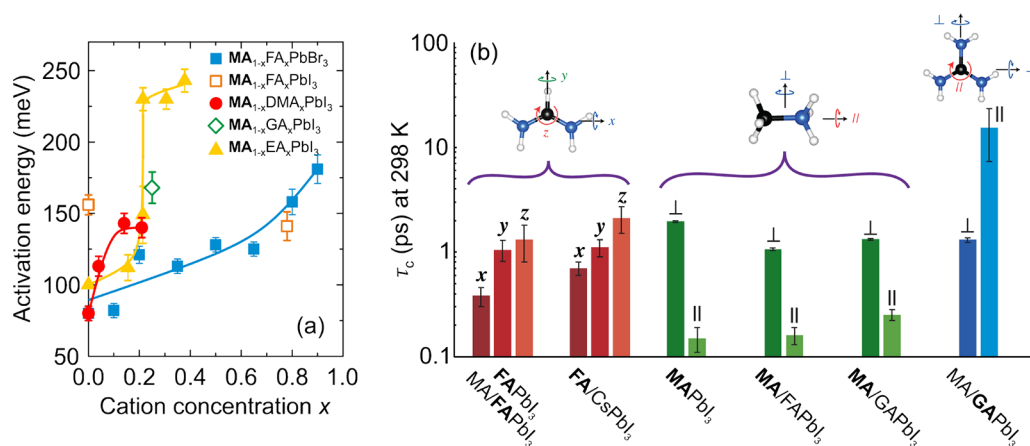 250
200
150
100
50
0.0
0.2
0.4
0.6
0.8
1.0
Activation energy (meV)
Cation concentration x
MA₁₋ₓFAₓPbBr₃
MA₁₋ₓFAₓPbI₃
MA₁₋ₓDMAₓPbI₃
MA₁₋ₓGAₓPbI₃
MA₁₋ₓEAₓPbI₃
(a)
(b)
100
10
1
0.1
τc (ps) at 298 K
y
x
z
⊥
//
⊥
//
x
y
z
x
y
z
⊥
||
⊥
||
⊥
||
⊥
||
FAPbI₃
MA/FAPbI₃
FA/CsPbI₃
MAPbI₃
MA/FAPbI₃
MA/GAPbI₃
MA/GAPbI₃